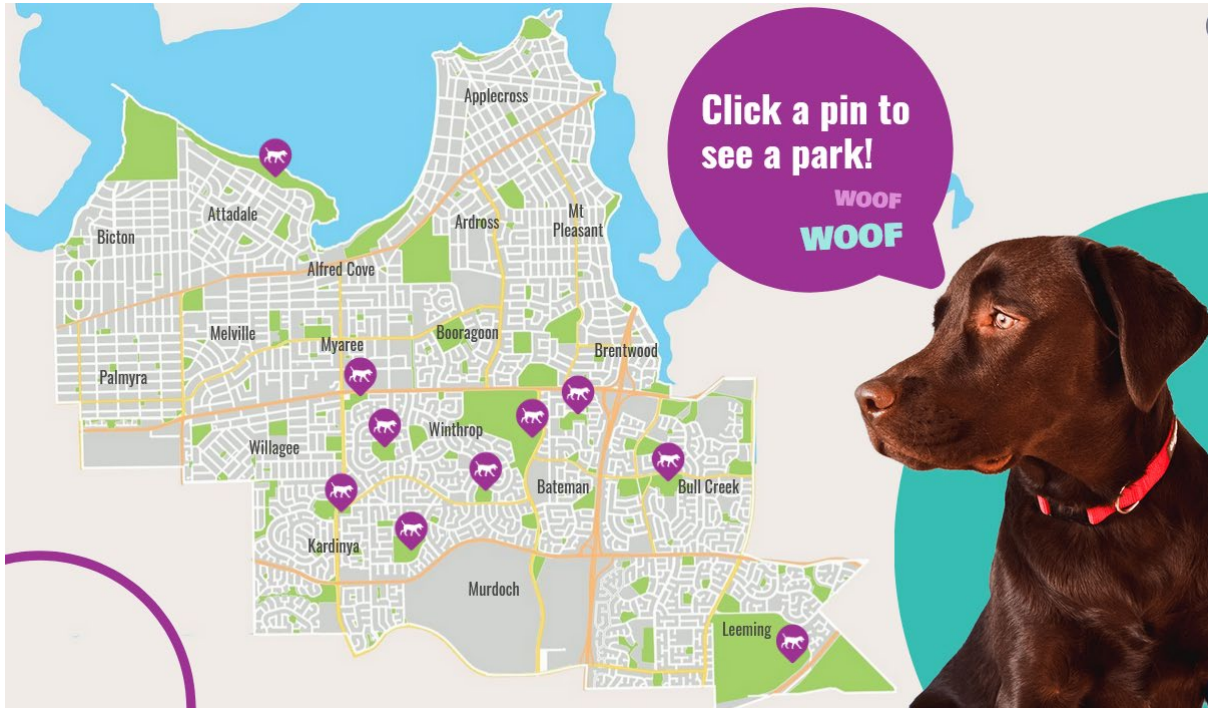 Applecross
Click a pin to
see a park!
WOOF
WOOF
Attadale
Ardross
Mt
Pleasant
Bicton
Alfred Cove
Melville
Myaree
Booragoon
Brentwood
Palmyra
Winthrop
Willagee
Bateman
Bull Creek
Kardinya
Murdoch
Leeming